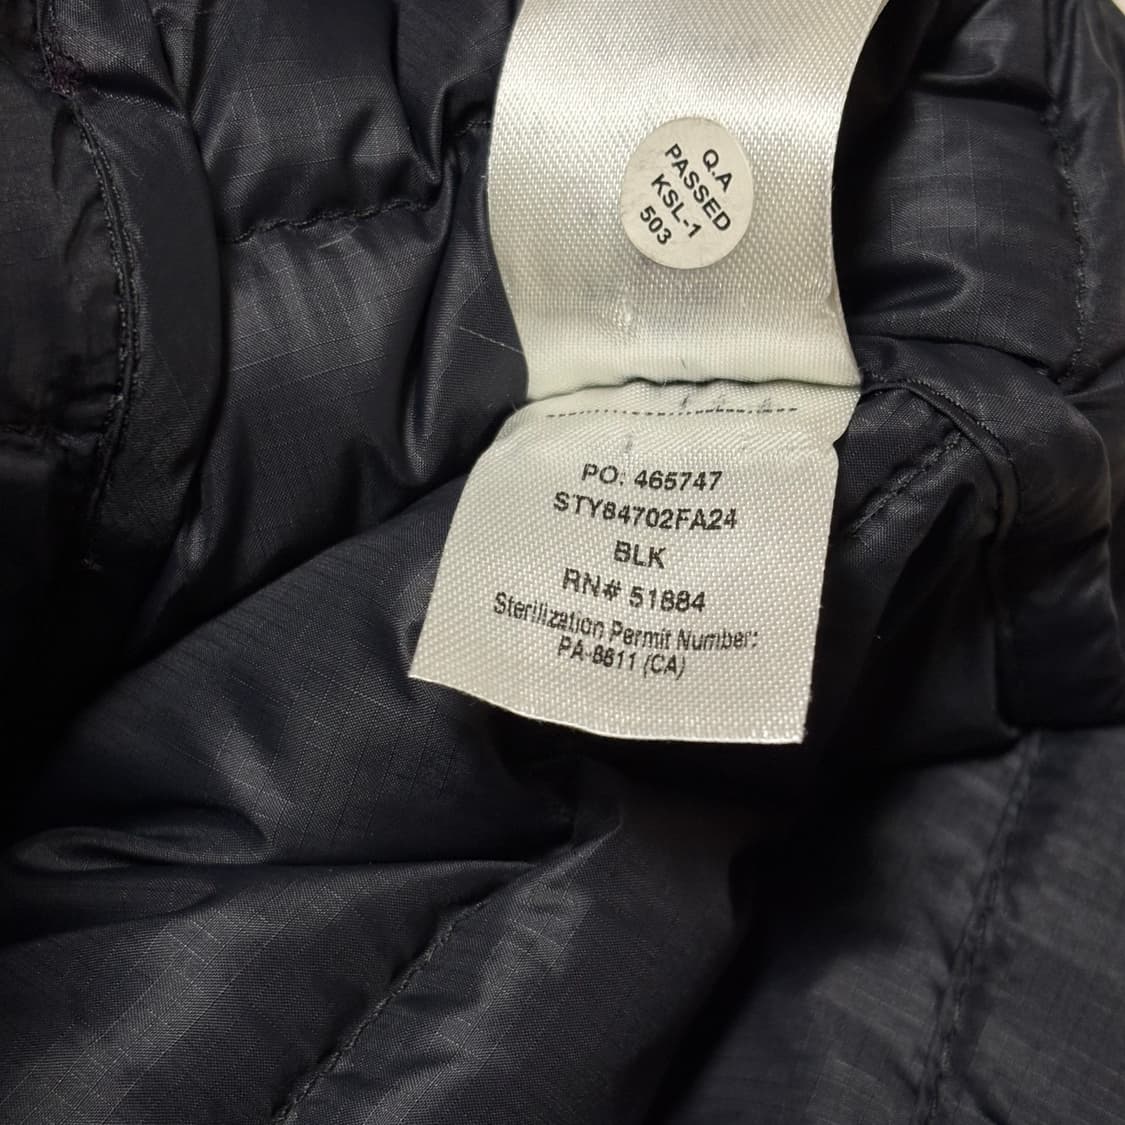 Q.A
PASSED
KSL-1
503
PO: 465747
STY84702FA24
BLK
RN# 51884
Sterilization Permit Number:
PA-8811 (CA)